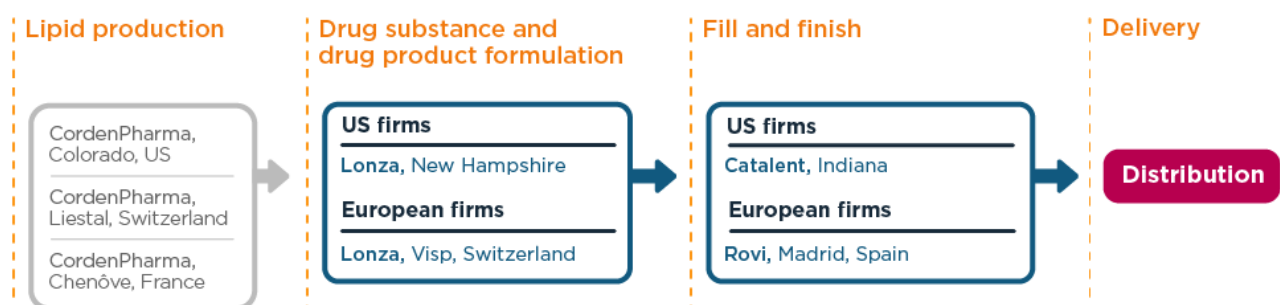 Lipid production
CordenPharma,
Colorado, US
CordenPharma,
Liestal, Switzerland
CordenPharma,
Chenôve, France
Drug substance and
drug product formulation
US firms
Lonza, New Hampshire
European firms
Lonza, Visp, Switzerland
Fill and finish
US firms
Catalent, Indiana
European firms
Rovi, Madrid, Spain
Delivery
Distribution